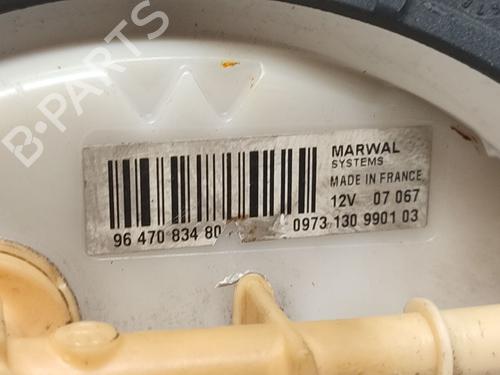 B-PARTS
MARWAL
SYSTEMS
MADE IN FRANCE
12V 07 067
96 470 834 80
0973 130 9901 03